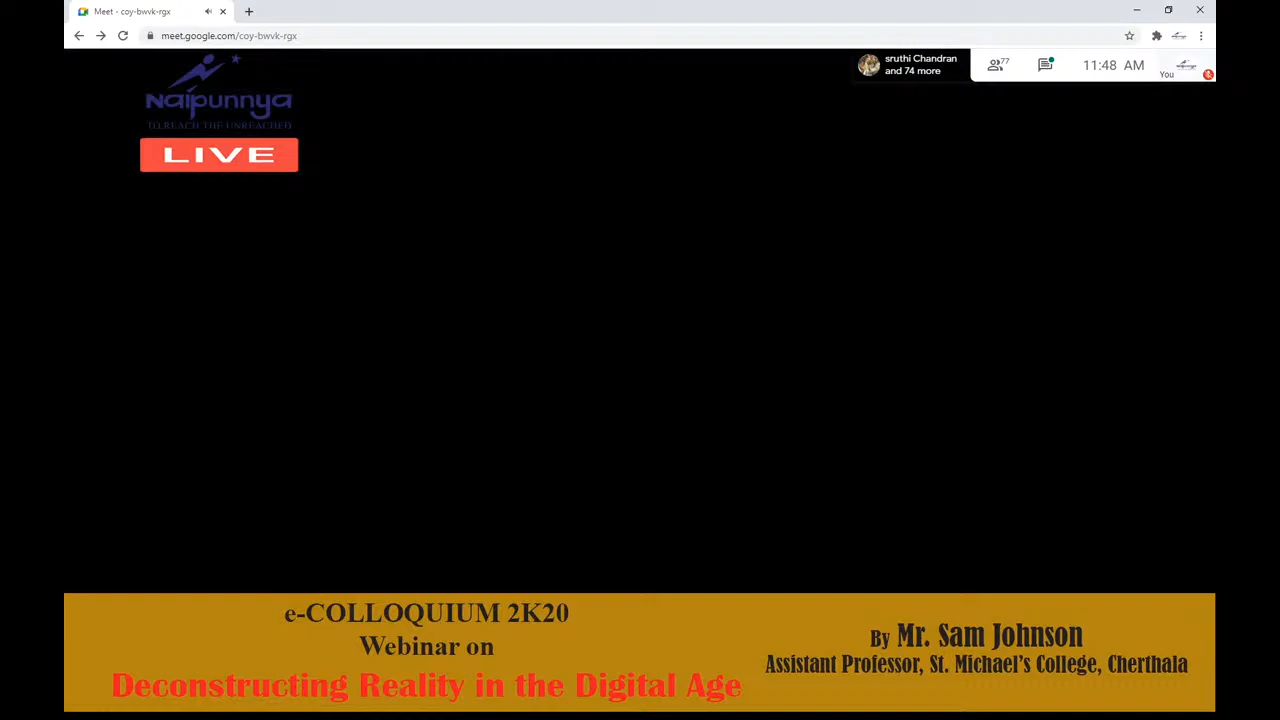 Meet - coy-bwvk-rgx
meet.google.com/coy-bwvk-rgx
sruthi Chandran
and 74 more
77
11:48 AM
You
Naipunnya
TO REACH THE UNREACHED
LIVE
e-COLLOQUIUM 2K20
Webinar on
Deconstructing Reality in the Digital Age
By Mr. Sam Johnson
Assistant Professor, St. Michael's College, Cherthala